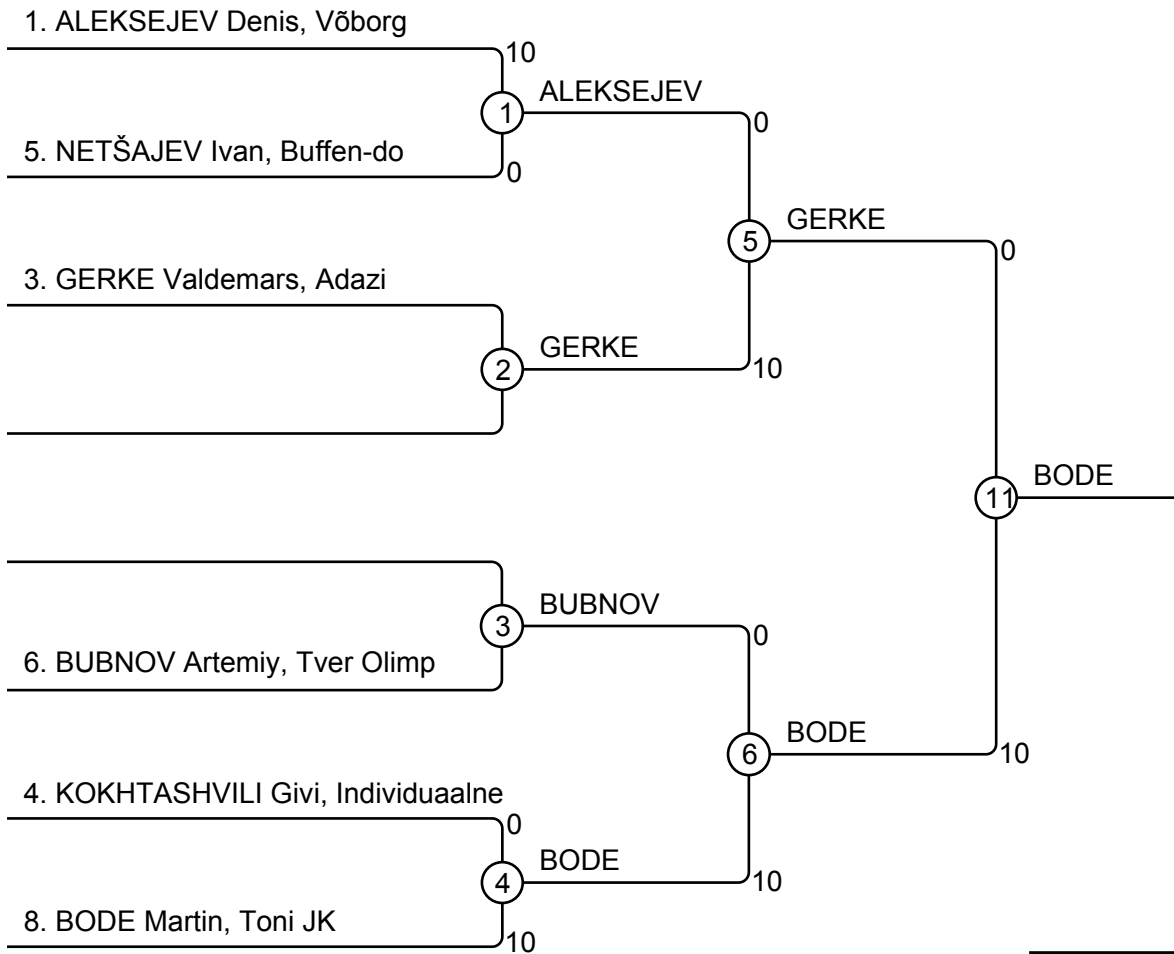 1. ALEKSEJEV Denis, Võborg
10
1
ALEKSEJEV
0
5. NETŠAJEV Ivan, Buffen-do
0
5
GERKE
0
3. GERKE Valdemars, Adazi
2
GERKE
10
11
BODE
3
BUBNOV
0
6. BUBNOV Artemiy, Tver Olimp
6
BODE
10
4. KOKHTASHVILI Givi, Individuaalne
0
4
BODE
10
8. BODE Martin, Toni JK
10